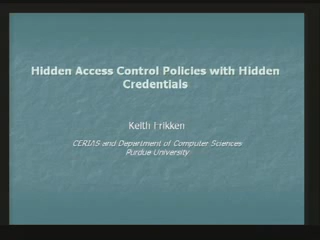 Hidden Access Control Policies with Hidden
Credentials
Keith Frikken
CERIAS and Department of Computer Sciences
Purdue University